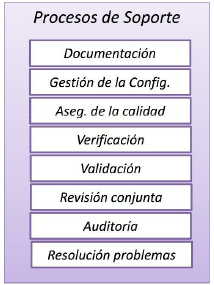 Procesos de Soporte
Documentación
Gestión de la Config.
Aseg. de la calidad
Verificación
Validación
Revisión conjunta
Auditoría
Resolución problemas